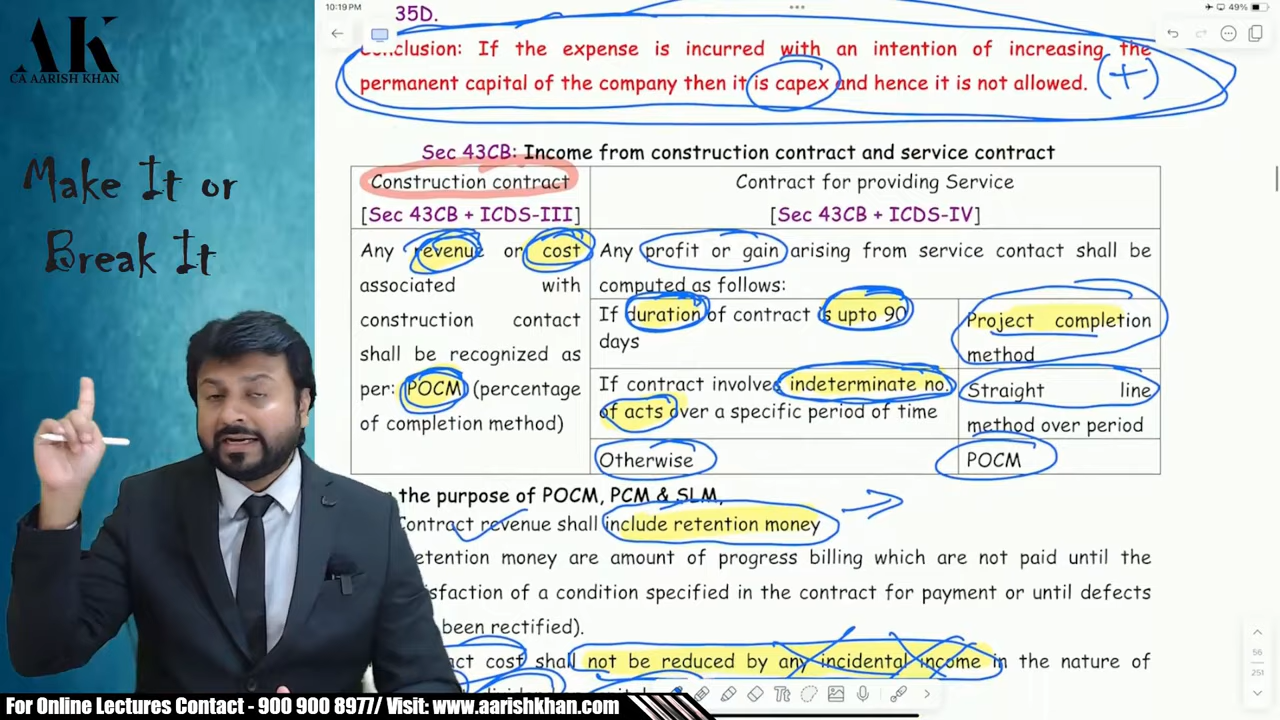 10:19 PM
49%
AK
CA AARISH KHAN
Make It or
Break It
35D.
Conclusion: If the expense is incurred with an intention of increasing the
permanent capital of the company then it is capex and hence it is not allowed. (+)
Sec 43CB: Income from construction contract and service contract
Construction contract
[Sec 43CB + ICDS-III]
Contract for providing Service
[Sec 43CB + ICDS-IV]
Any revenue or cost
associated with
construction contact
shall be recognized as
per: POCM (percentage
of completion method)
Any profit or gain arising from service contact shall be
computed as follows:
If duration of contract is upto 90
days
Project completion
method
If contract involves indeterminate no.
of acts over a specific period of time
Straight line
method over period
Otherwise
POCM
the purpose of POCM, PCM & SLM,
Contract revenue shall include retention money
etention money are amount of progress billing which are not paid until the
sfaction of a condition specified in the contract for payment or until defects
been rectified).
act cost shall not be reduced by any incidental income in the nature of
56
251
For Online Lectures Contact - 900 900 8977/ Visit: www.aarishkhan.com